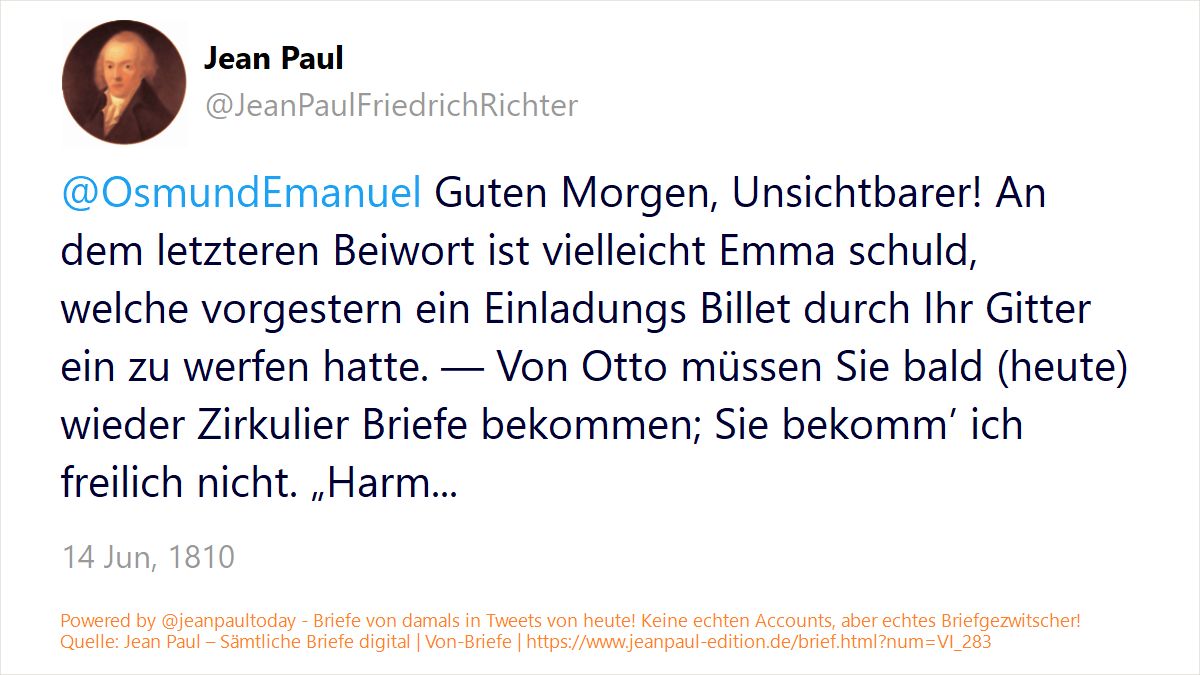 Jean Paul
@JeanPaulFriedrichRichter
@OsmundEmanuel Guten Morgen, Unsichtbarer! An
dem letzteren Beiwort ist vielleicht Emma schuld,
welche vorgestern ein Einladungs Billet durch Ihr Gitter
ein zu werfen hatte. — Von Otto müssen Sie bald (heute)
wieder Zirkulier Briefe bekommen; Sie bekomm’ ich
freilich nicht. „Harm...
14 Jun, 1810
Powered by @jeanpaultoday - Briefe von damals in Tweets von heute! Keine echten Accounts, aber echtes Briefgezwitscher!
Quelle: Jean Paul – Sämtliche Briefe digital | Von-Briefe | https://www.jeanpaul-edition.de/brief.html?num=VI_283